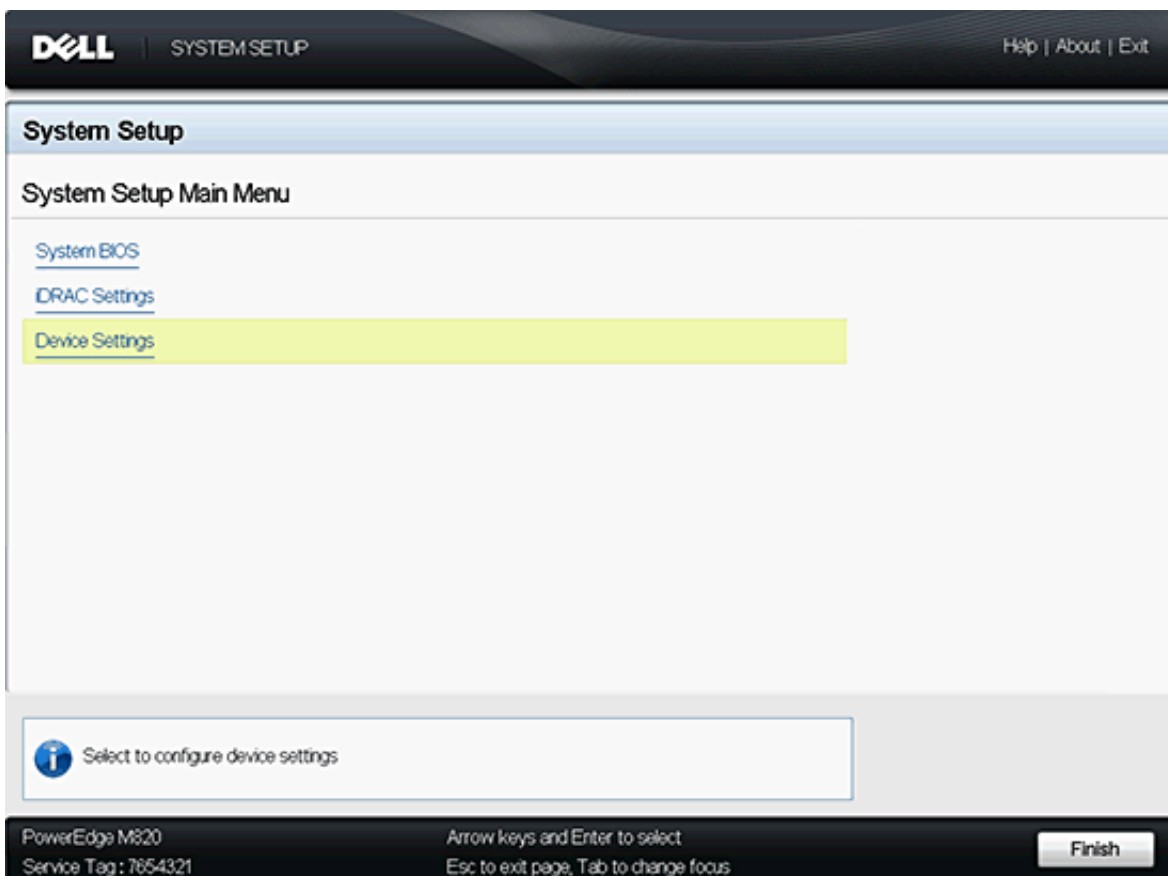 DELL SYSTEM SETUP Help | About | Exit
System Setup
System Setup Main Menu
System BIOS
iDRAC Settings
Device Settings
Select to configure device settings
PowerEdge M820 Arrow keys and Enter to select
Service Tag : 7654321 Esc to exit page, Tab to change focus
Finish